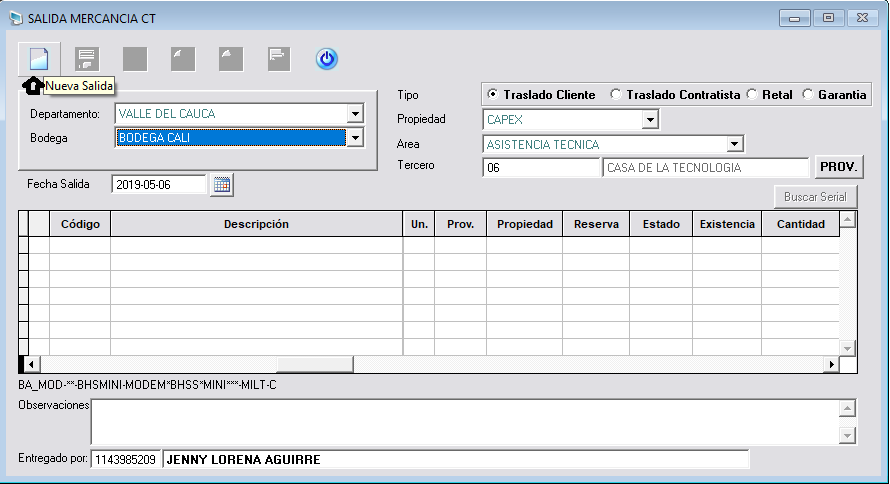 SALIDA MERCANCIA CT
Nueva Salida
Departamento: VALLE DEL CAUCA
Bodega BODEGA CALI
Fecha Salida 2019-05-06
Tipo Traslado Cliente Traslado Contratista Retal Garantia
Propiedad CAPEX
Area ASISTENCIA TECNICA
Tercero 06 CASA DE LA TECNOLOGIA PROV.
Buscar Serial
Código Descripción Un. Prov. Propiedad Reserva Estado Existencia Cantidad
BA_MOD-**-BHSMINI-MODEM*BHSS*MINI***-MILT-C
Observaciones
Entregado por: 1143985209 JENNY LORENA AGUIRRE